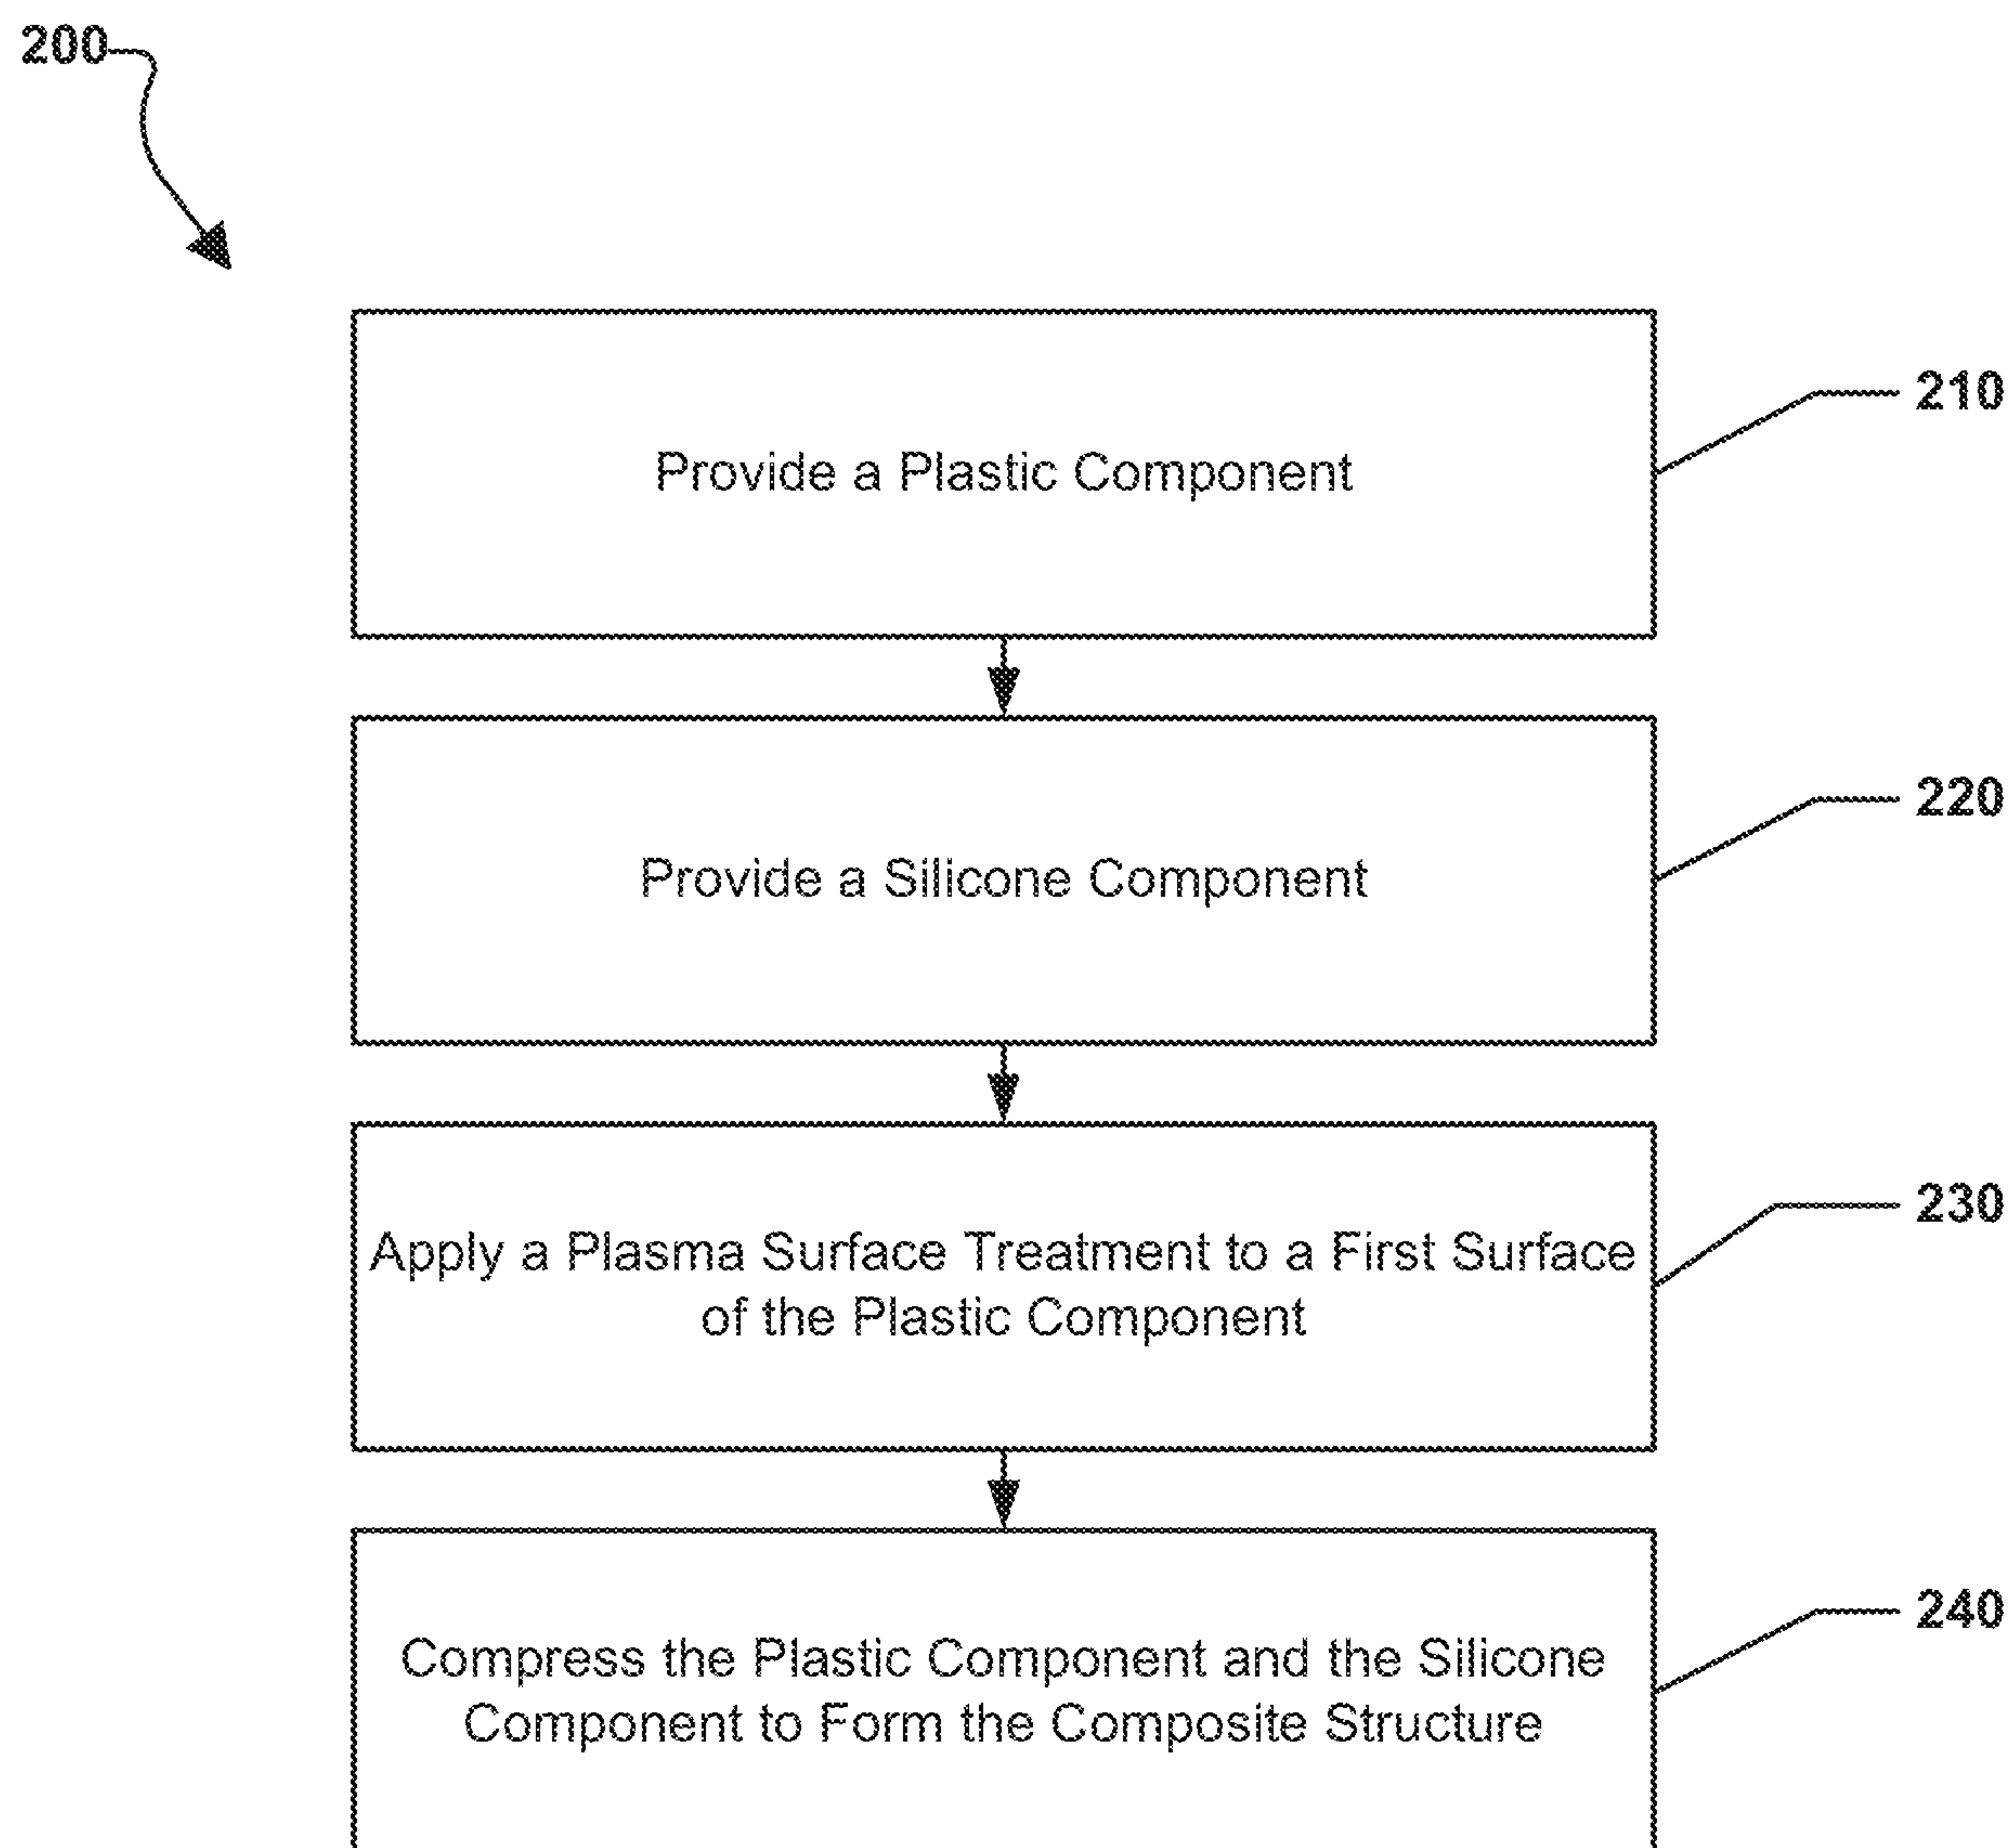 200
Provide a Plastic Component
210
Provide a Silicone Component
220
Apply a Plasma Surface Treatment to a First Surface
of the Plastic Component
230
Compress the Plastic Component and the Silicone
Component to Form the Composite Structure
240